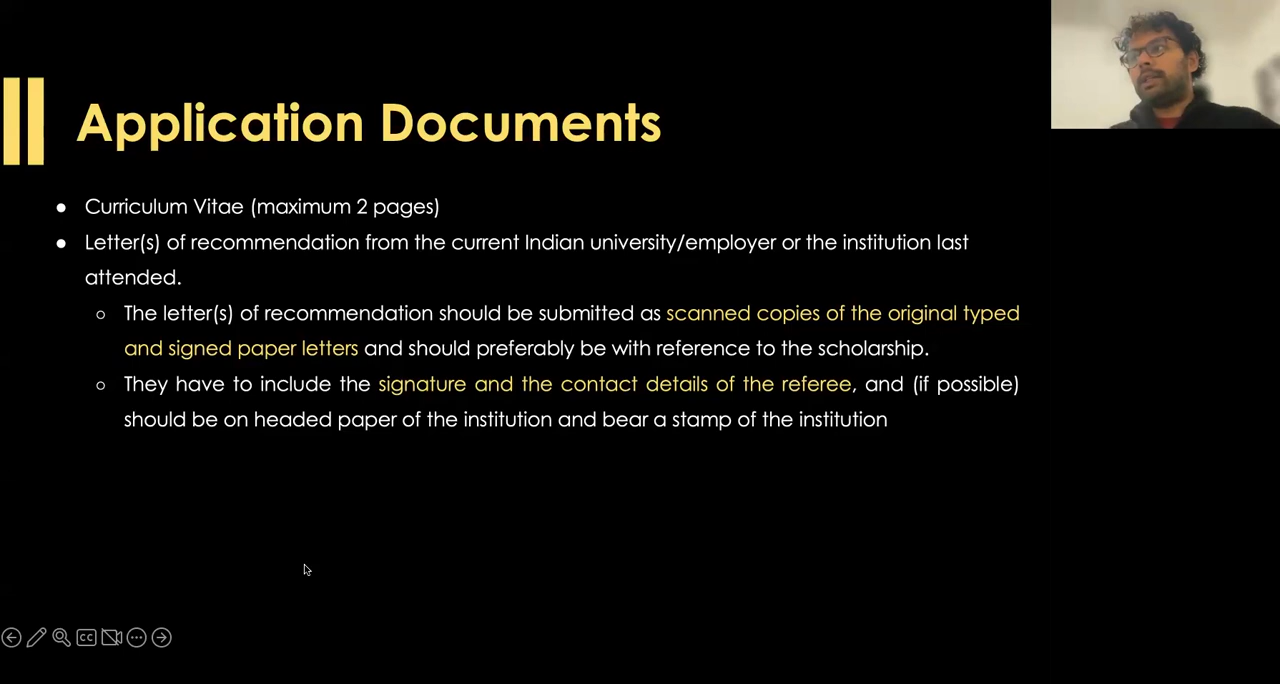 Application Documents
● Curriculum Vitae (maximum 2 pages)
● Letter(s) of recommendation from the current Indian university/employer or the institution last
attended.
○ The letter(s) of recommendation should be submitted as scanned copies of the original typed
and signed paper letters and should preferably be with reference to the scholarship.
○ They have to include the signature and the contact details of the referee, and (if possible)
should be on headed paper of the institution and bear a stamp of the institution
CC